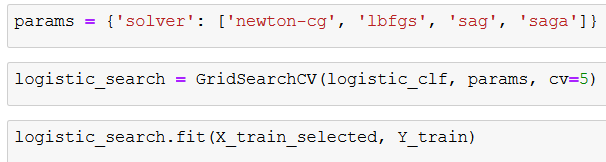 params = {'solver': ['newton-cg', 'lbfgs', 'sag', 'saga']}
logistic_search = GridSearchCV(logistic_clf, params, cv=5)
logistic_search.fit(X_train_selected, Y_train)